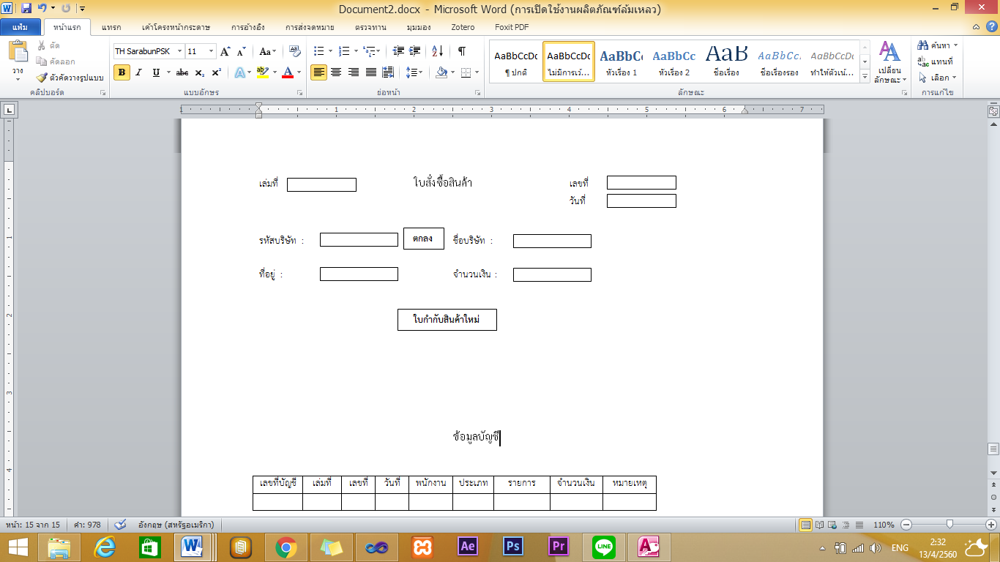 Document2.docx - Microsoft Word (การเปิดใช้งานผลิตภัณฑ์ล้มเหลว)
แฟ้ม หน้าแรก แทรก เค้าโครงหน้ากระดาษ การอ้างอิง การส่งจดหมาย ตรวจทาน มุมมอง Zotero Foxit PDF
วาง
ตัด
คัดลอก
ตัวคัดวางรูปแบบ
คลิปบอร์ด
TH SarabunPSK 11
แบบอักษร
ย่อหน้า
AaBbCcDc AaBbCcDc AaBbC AaBbCc AaB AaBbCc. AaBbCcDc
¶ ปกติ ไม่มีการเว้... หัวเรื่อง 1 หัวเรื่อง 2 ชื่อเรื่อง ชื่อเรื่องรอง ทำให้ตัวเน้...
ลักษณะ
เปลี่ยน
ลักษณะ
ค้นหา
แทนที่
เลือก
การแก้ไข
1 1 2 3 4 5 6 7
เล่มที่ ใบสั่งซื้อสินค้า เลขที่
วันที่
รหัสบริษัท : ตกลง ชื่อบริษัท :
ที่อยู่ : จำนวนเงิน :
ใบกำกับสินค้าใหม่
ข้อมูลบัญชี
เลขที่บัญชี เล่มที่ เลขที่ วันที่ พนักงาน ประเภท รายการ จำนวนเงิน หมายเหตุ
หน้า: 15 จาก 15 คำ: 978 อังกฤษ (สหรัฐอเมริกา) 110%
Ae Ps Pr LINE ENG 2:32
13/4/2560